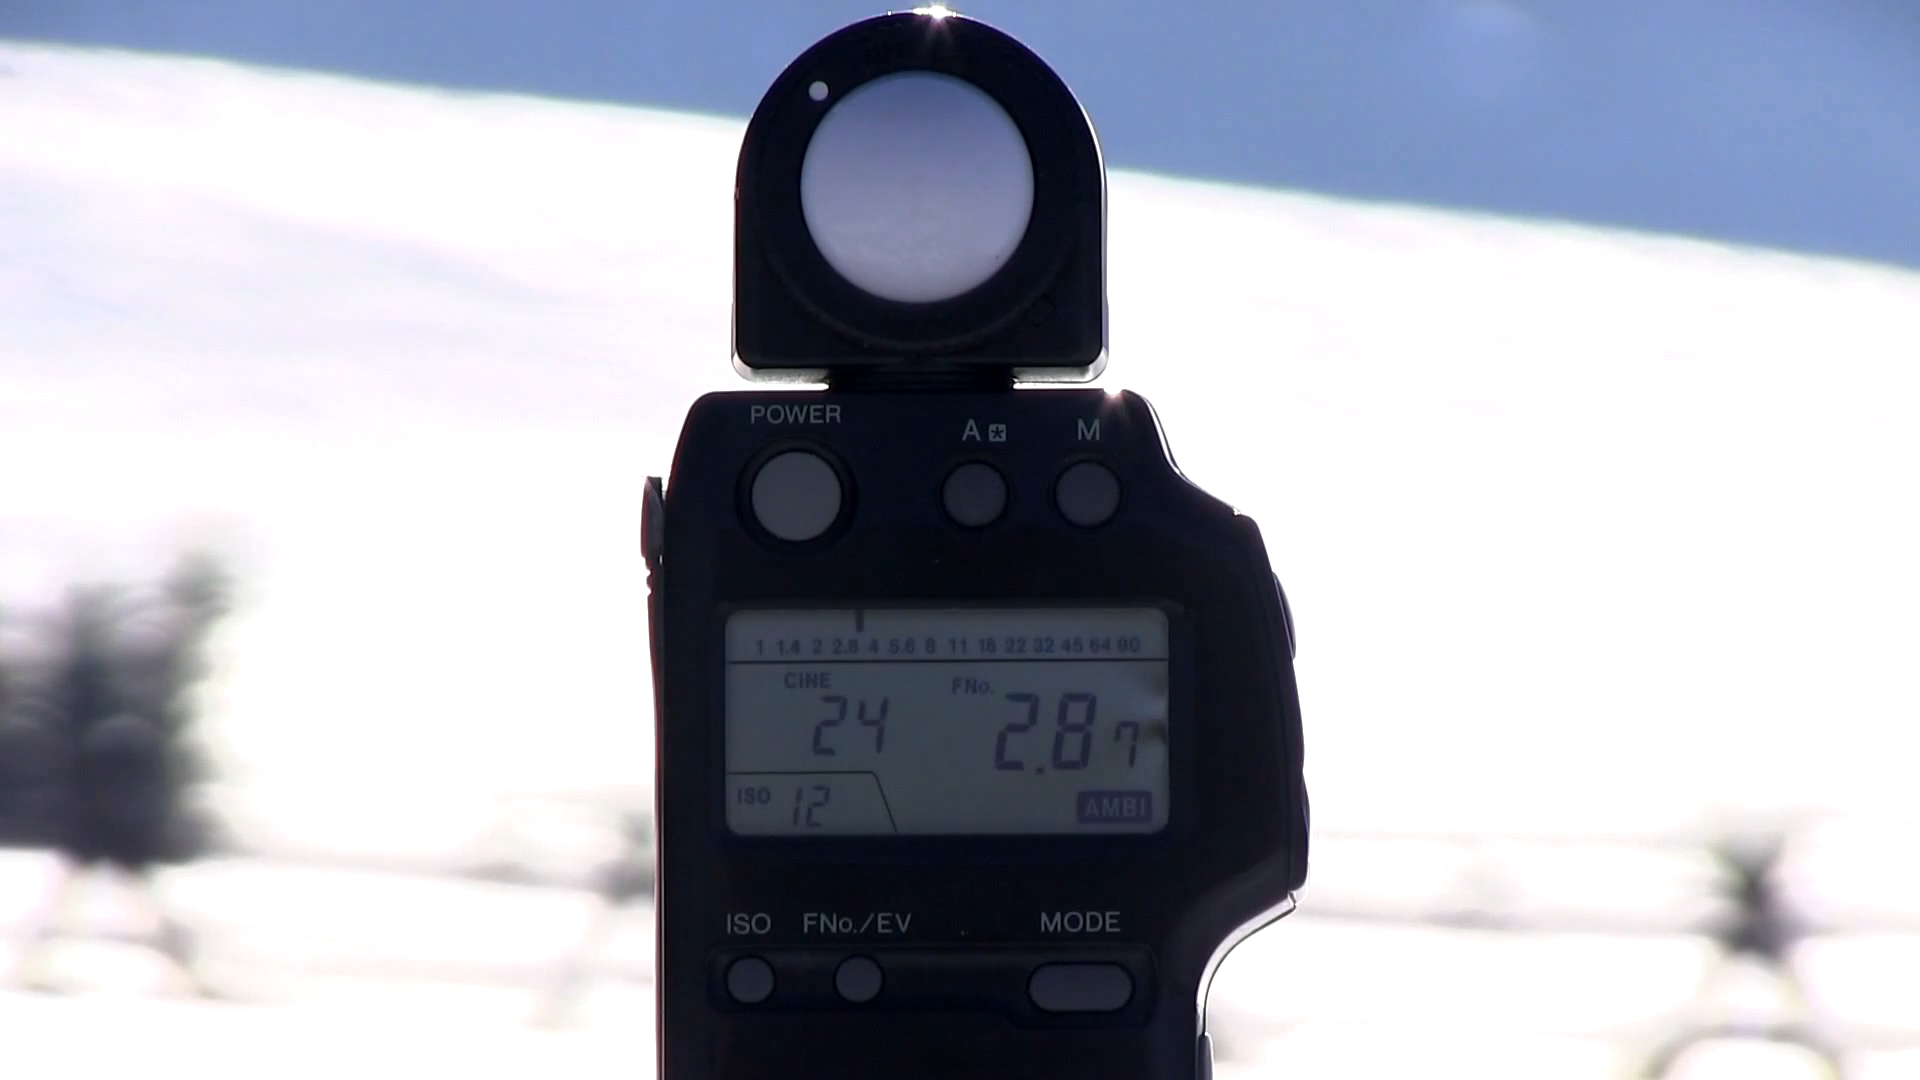 POWER A * M
1 1.4 2 2.8 4 5.6 8 11 16 22 32 45 64 90
CINE FNo.
24 2.8 7
ISO 12 AMBI
ISO FNo./EV MODE